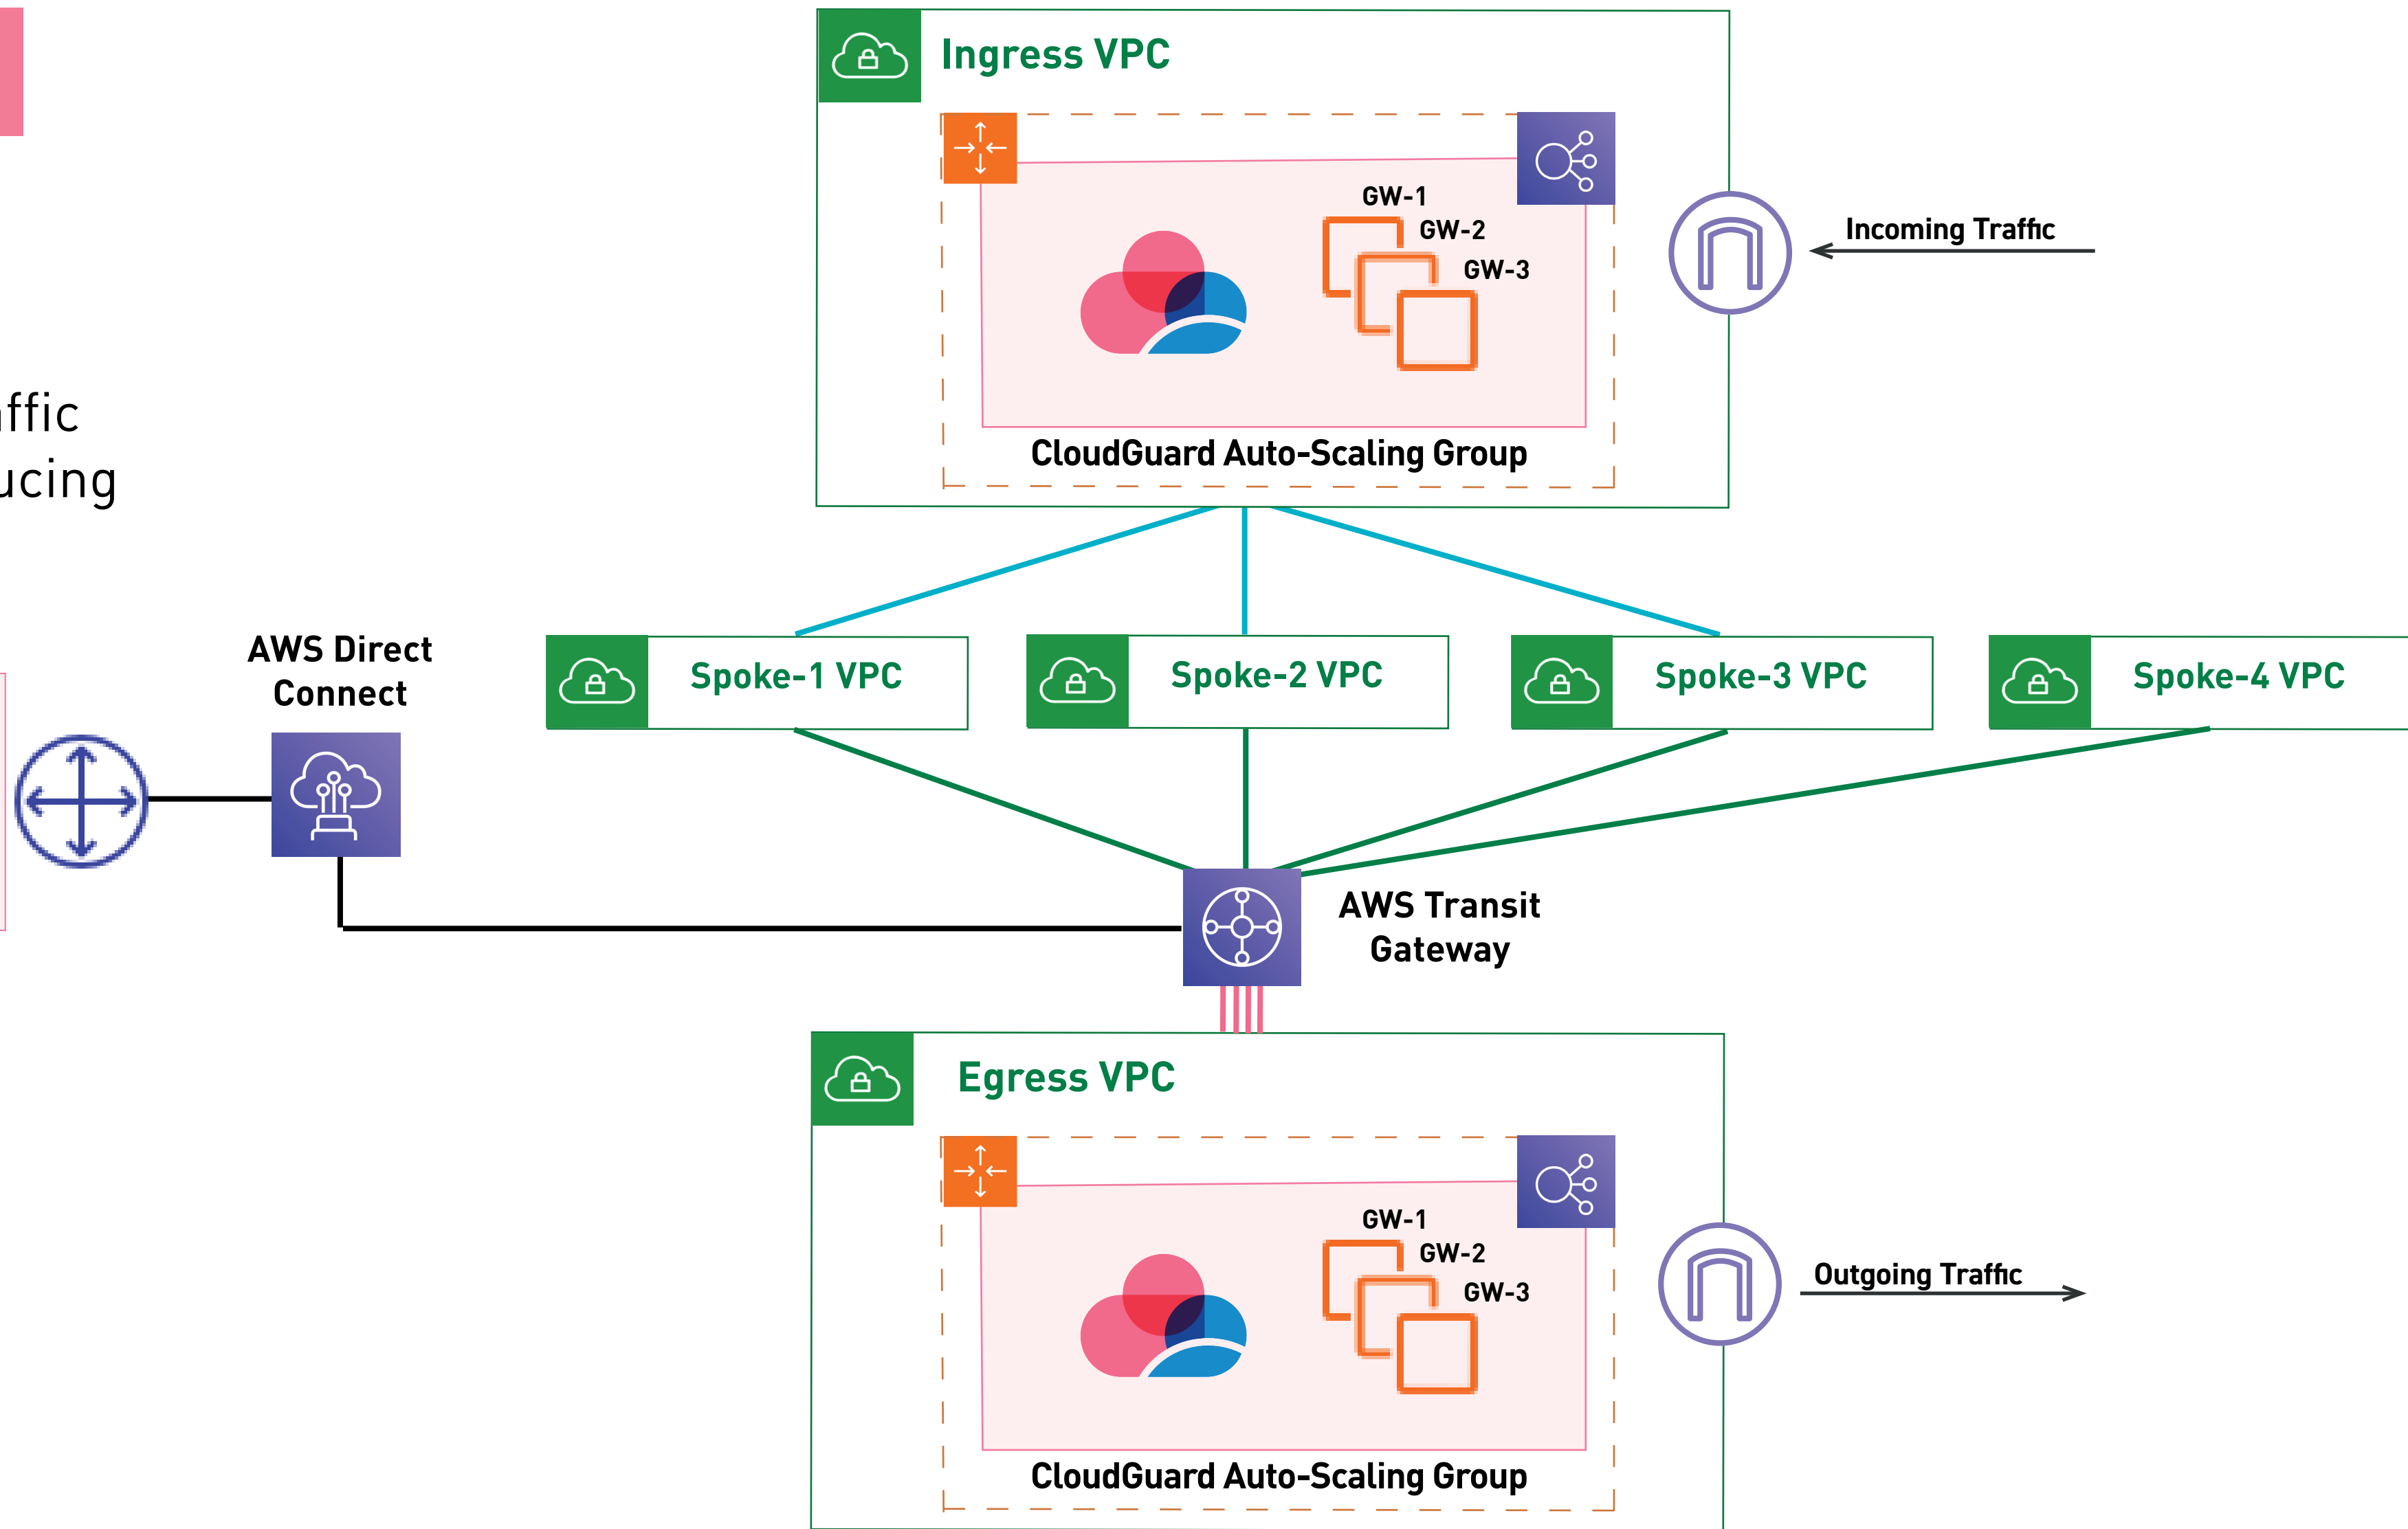 Ingress VPC
GW-1
GW-2
GW-3
Incoming Traffic
CloudGuard Auto-Scaling Group
AWS Direct
Connect
Spoke-1 VPC
Spoke-2 VPC
Spoke-3 VPC
Spoke-4 VPC
AWS Transit
Gateway
Egress VPC
GW-1
GW-2
GW-3
Outgoing Traffic
CloudGuard Auto-Scaling Group